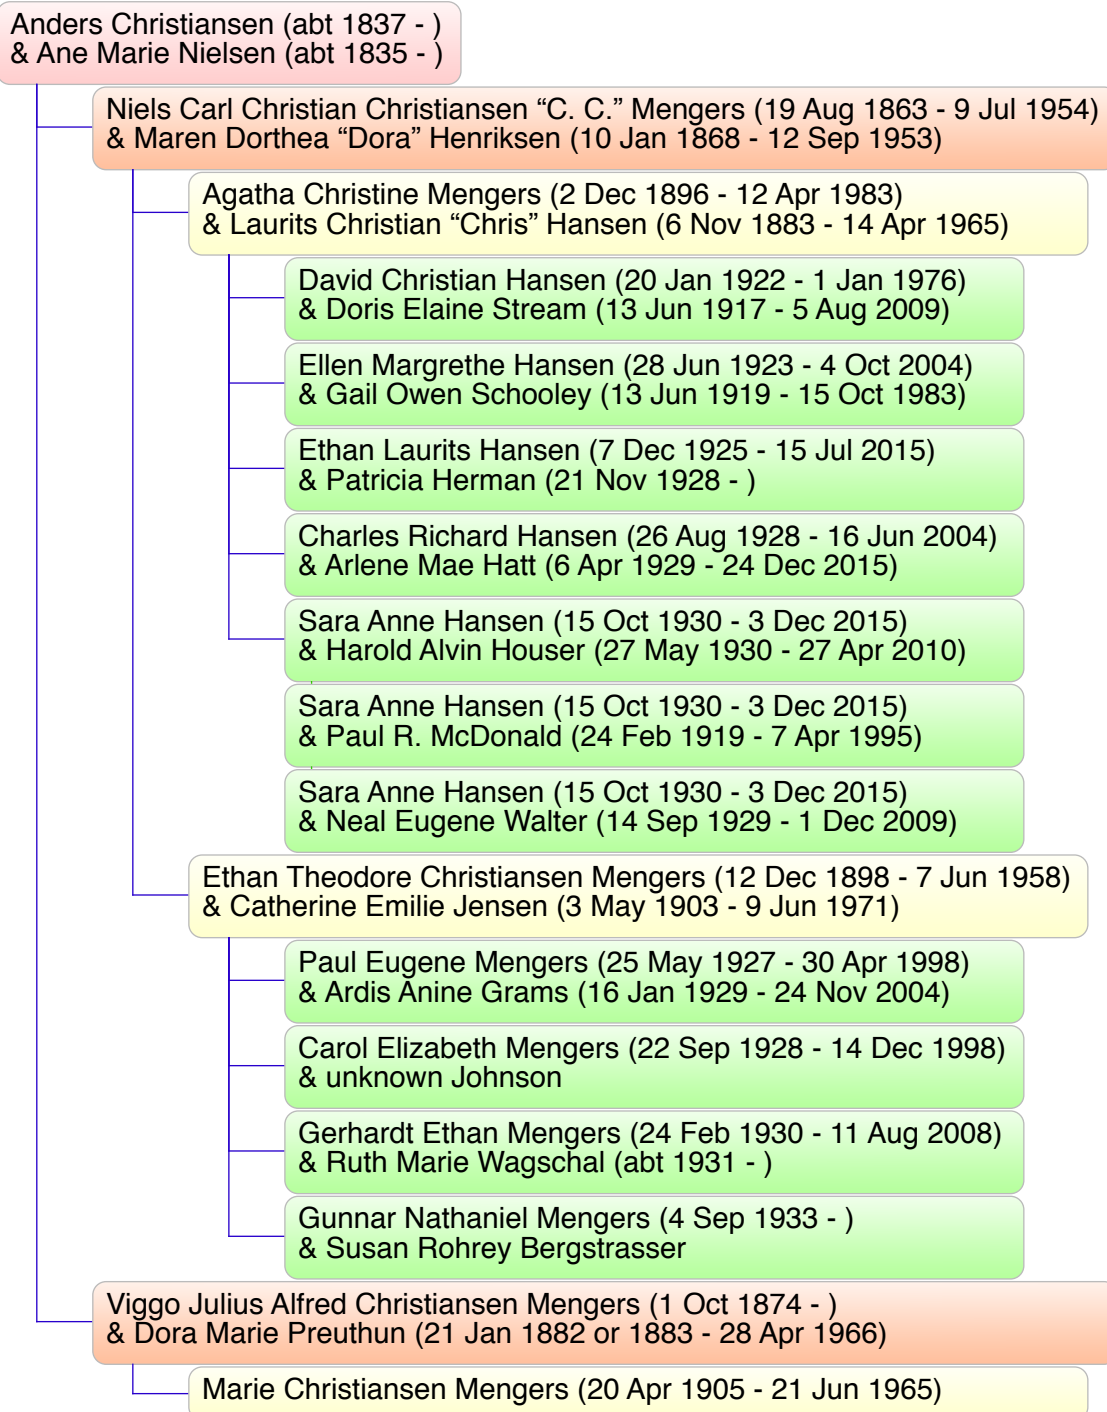 Anders Christiansen (abt 1837 - )
& Ane Marie Nielsen (abt 1835 - )
Niels Carl Christian Christiansen “C. C.” Mengers (19 Aug 1863 - 9 Jul 1954)
& Maren Dorthea “Dora” Henriksen (10 Jan 1868 - 12 Sep 1953)
Agatha Christine Mengers (2 Dec 1896 - 12 Apr 1983)
& Laurits Christian “Chris” Hansen (6 Nov 1883 - 14 Apr 1965)
David Christian Hansen (20 Jan 1922 - 1 Jan 1976)
& Doris Elaine Stream (13 Jun 1917 - 5 Aug 2009)
Ellen Margrethe Hansen (28 Jun 1923 - 4 Oct 2004)
& Gail Owen Schooley (13 Jun 1919 - 15 Oct 1983)
Ethan Laurits Hansen (7 Dec 1925 - 15 Jul 2015)
& Patricia Herman (21 Nov 1928 - )
Charles Richard Hansen (26 Aug 1928 - 16 Jun 2004)
& Arlene Mae Hatt (6 Apr 1929 - 24 Dec 2015)
Sara Anne Hansen (15 Oct 1930 - 3 Dec 2015)
& Harold Alvin Houser (27 May 1930 - 27 Apr 2010)
Sara Anne Hansen (15 Oct 1930 - 3 Dec 2015)
& Paul R. McDonald (24 Feb 1919 - 7 Apr 1995)
Sara Anne Hansen (15 Oct 1930 - 3 Dec 2015)
& Neal Eugene Walter (14 Sep 1929 - 1 Dec 2009)
Ethan Theodore Christiansen Mengers (12 Dec 1898 - 7 Jun 1958)
& Catherine Emilie Jensen (3 May 1903 - 9 Jun 1971)
Paul Eugene Mengers (25 May 1927 - 30 Apr 1998)
& Ardis Anine Grams (16 Jan 1929 - 24 Nov 2004)
Carol Elizabeth Mengers (22 Sep 1928 - 14 Dec 1998)
& unknown Johnson
Gerhardt Ethan Mengers (24 Feb 1930 - 11 Aug 2008)
& Ruth Marie Wagschal (abt 1931 - )
Gunnar Nathaniel Mengers (4 Sep 1933 - )
& Susan Rohrey Bergstrasser
Viggo Julius Alfred Christiansen Mengers (1 Oct 1874 - )
& Dora Marie Preuthun (21 Jan 1882 or 1883 - 28 Apr 1966)
Marie Christiansen Mengers (20 Apr 1905 - 21 Jun 1965)